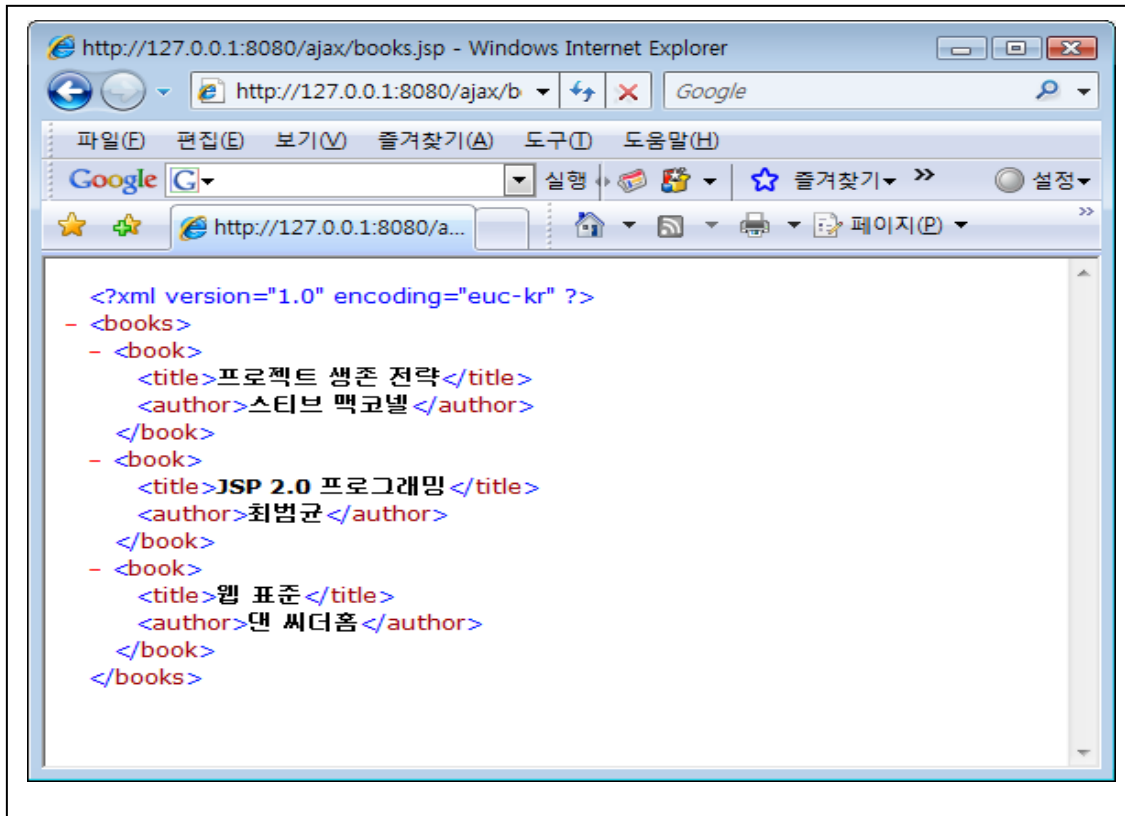 http://127.0.0.1:8080/ajax/books.jsp - Windows Internet Explorer
http://127.0.0.1:8080/ajax/b Google
파일(F) 편집(E) 보기(V) 즐겨찾기(A) 도구(T) 도움말(H)
Google G 실행 즐겨찾기 설정
http://127.0.0.1:8080/a... 페이지(P)
<?xml version="1.0" encoding="euc-kr" ?>
- <books>
- <book>
<title>프로젝트 생존 전략</title>
<author>스티브 맥코넬</author>
</book>
- <book>
<title>JSP 2.0 프로그래밍</title>
<author>최범균</author>
</book>
- <book>
<title>웹 표준</title>
<author>댄 씨더홈</author>
</book>
</books>